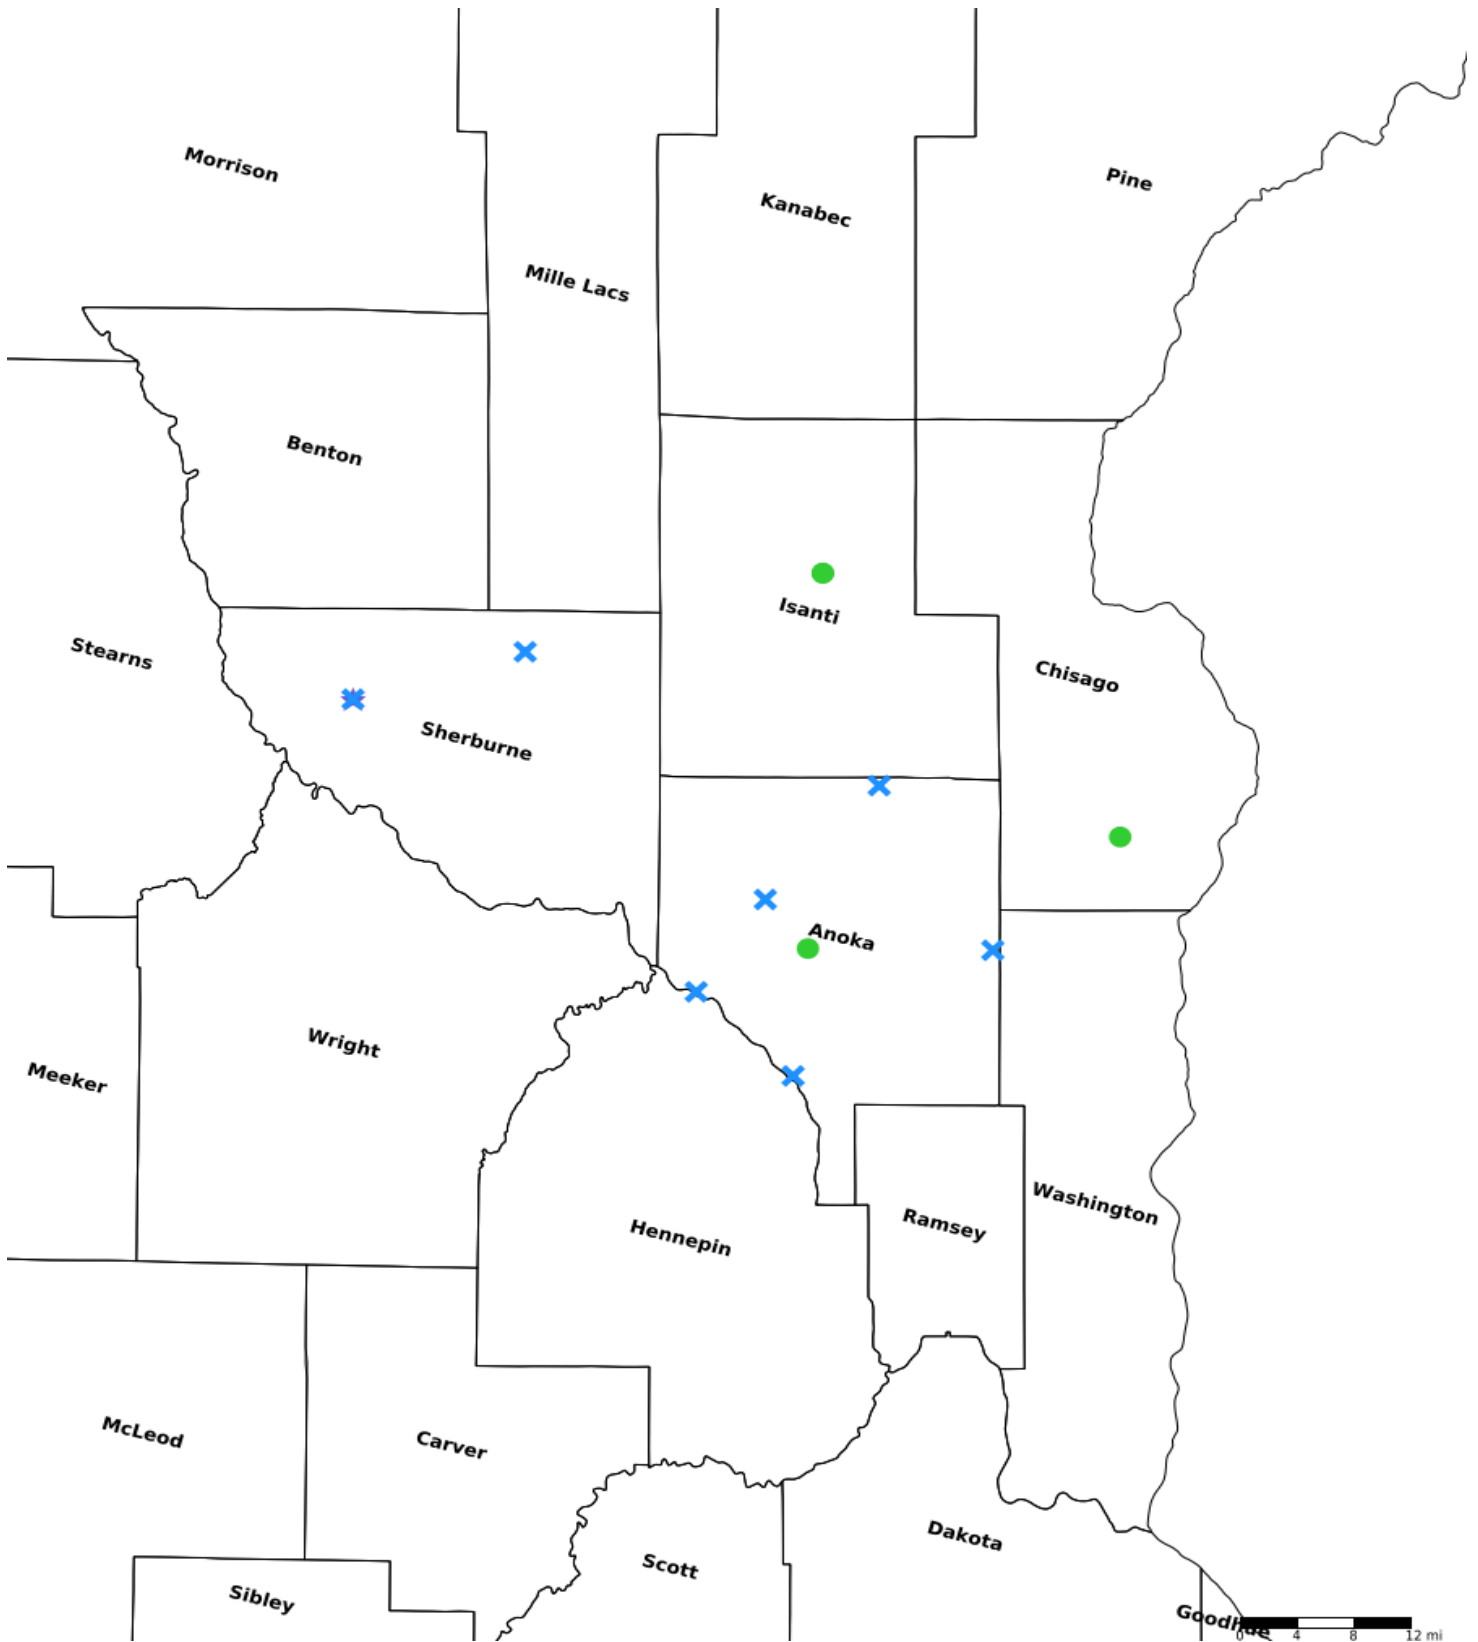 Morrison
Pine
Kanabec
Mille Lacs
Benton
Isanti
Stearns
Chisago
Sherburne
Anoka
Wright
Meeker
Washington
Ramsey
Hennepin
McLeod
Carver
Dakota
Scott
Sibley
Goodhue
0 4 8 12 mi